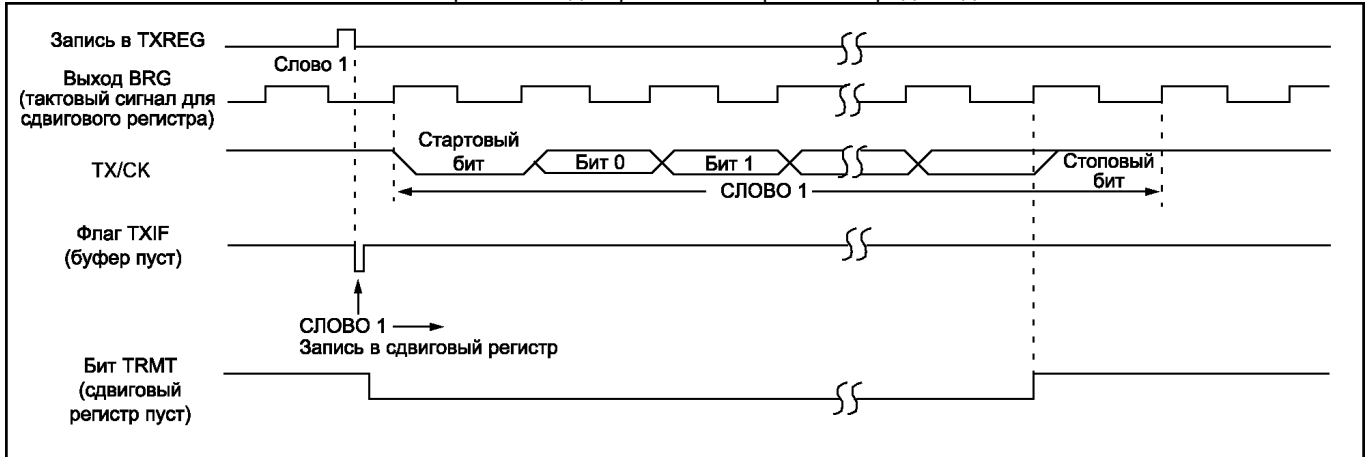 Запись в TXREG
Слово 1
Выход BRG
(тактовый сигнал для
сдвигового регистра)
TX/CK
Стартовый
бит
Бит 0
Бит 1
Стоповый
бит
СЛОВО 1
Флаг TXIF
(буфер пуст)
СЛОВО 1
Запись в сдвиговый регистр
Бит TRMT
(сдвиговый
регистр пуст)